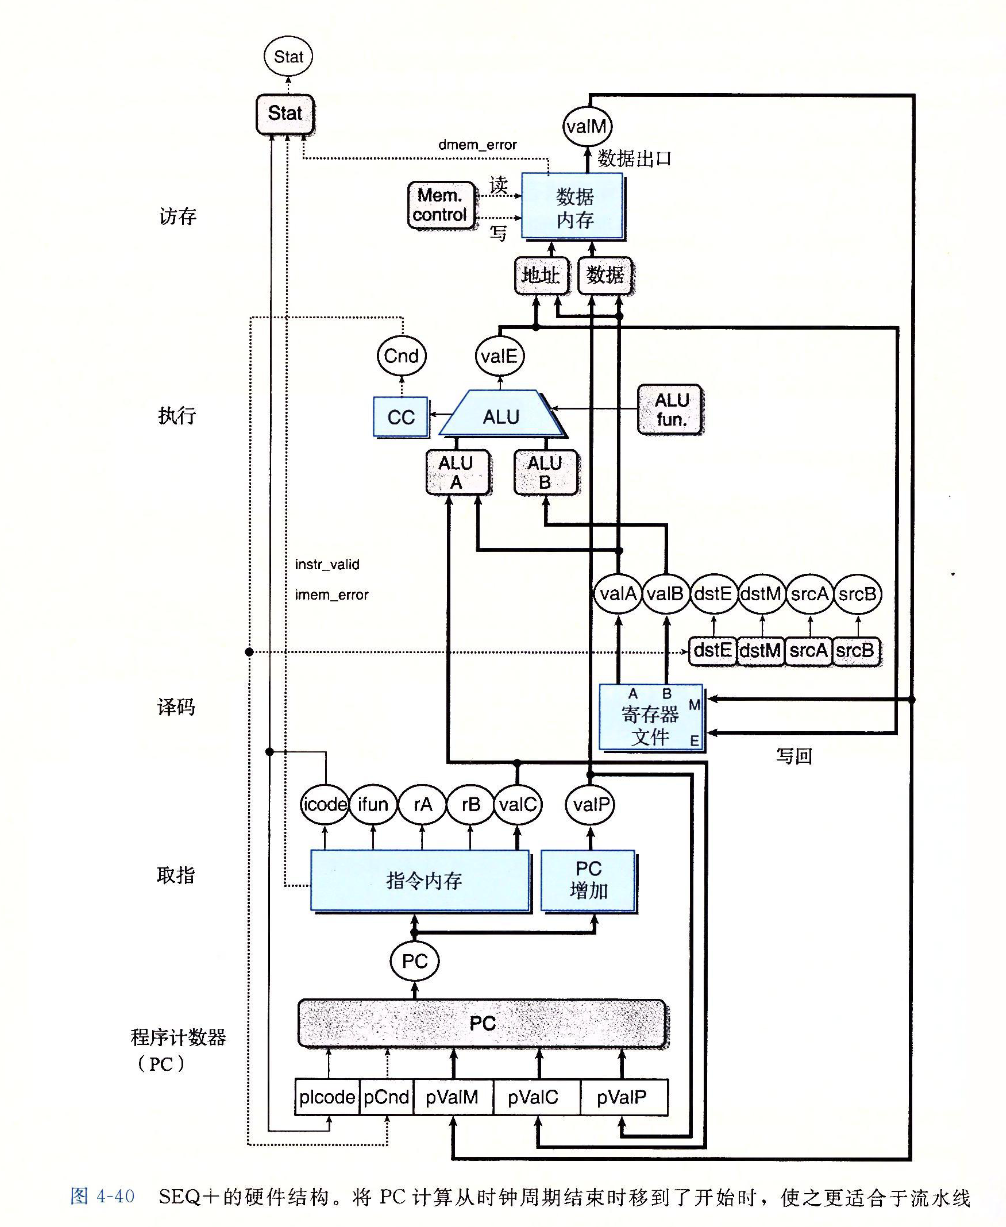 Stat
Stat
valM
dmem_error
数据出口
Mem.
control
读
写
数据
内存
访存
地址
数据
Cnd
valE
执行
CC
ALU
ALU
fun.
ALU
A
ALU
B
instr_valid
imem_error
valA
valB
dstE
dstM
srcA
srcB
dstE
dstM
srcA
srcB
译码
A
B
M
寄存器
文件
E
写回
icode
ifun
rA
rB
valC
valP
取指
指令内存
PC
增加
PC
程序计数器
(PC)
PC
pIcode
pCnd
pValM
pValC
pValP
图 4-40 SEQ+的硬件结构。将 PC 计算从时钟周期结束时移到了开始时，使之更适合于流水线